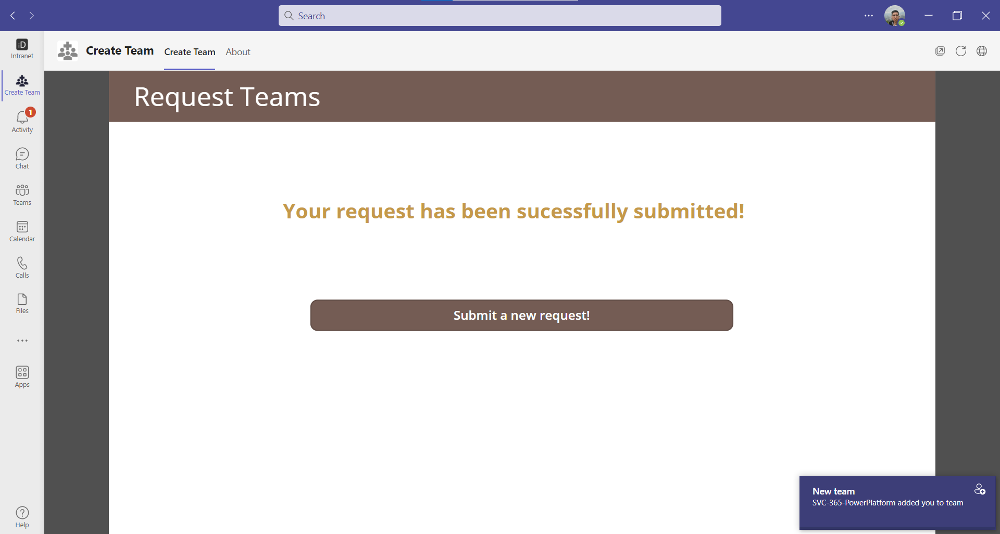 Search
iD
Intranet
Create Team
Create Team
About
Create Team
Request Teams
1
Activity
Chat
Teams
Calendar
Calls
Files
Apps
Help
Your request has been sucessfully submitted!
Submit a new request!
New team
SVC-365-PowerPlatform added you to team